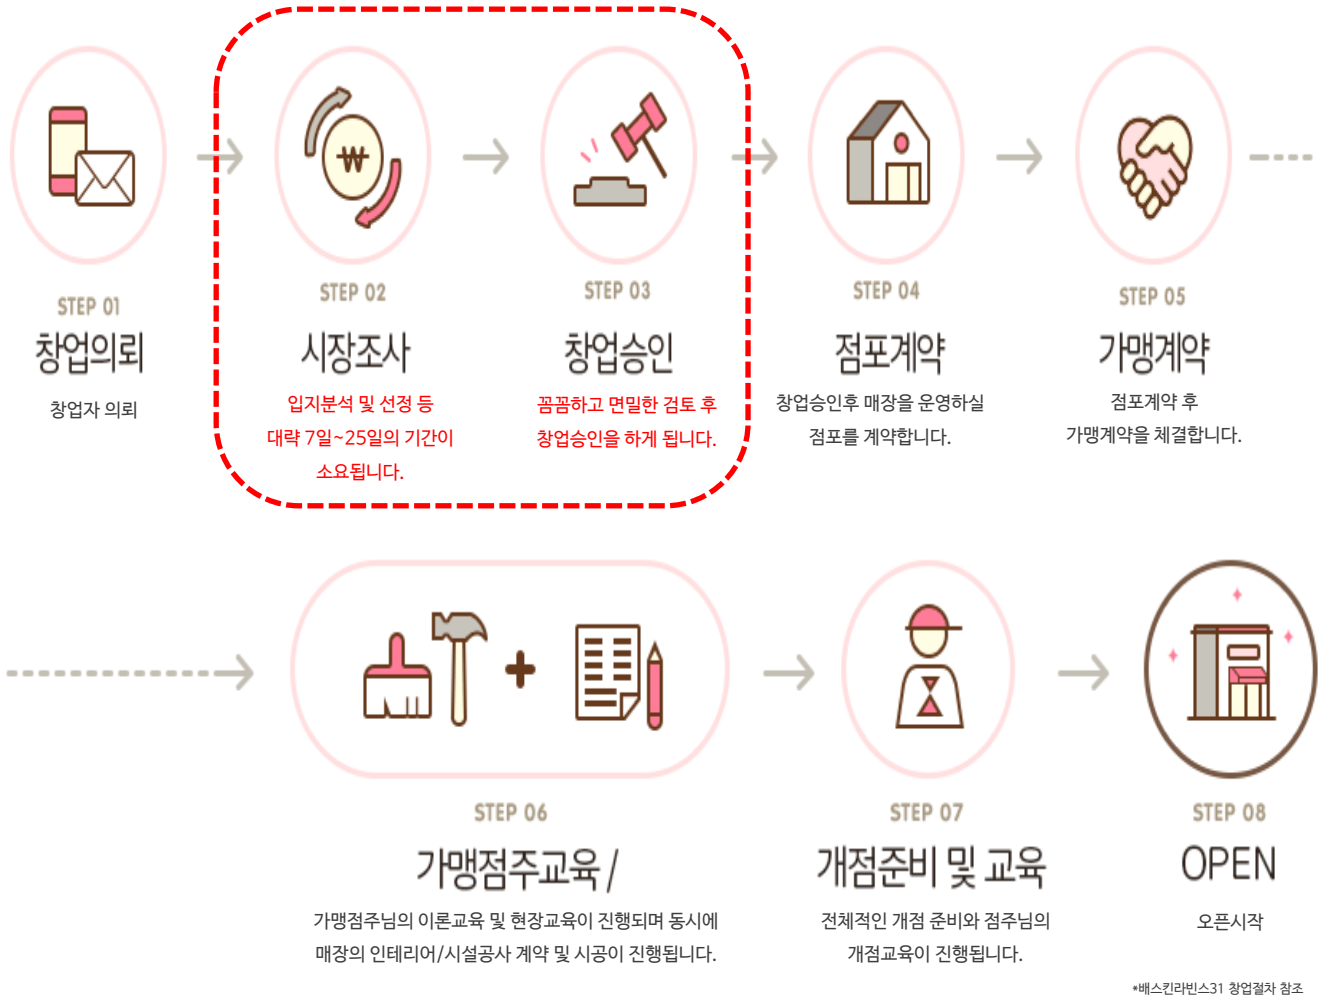 STEP 01
창업의뢰
창업자 의뢰
STEP 02
시장조사
입지분석 및 선정 등
대략 7일~25일의 기간이
소요됩니다.
STEP 03
창업승인
꼼꼼하고 면밀한 검토 후
창업승인을 하게 됩니다.
STEP 04
점포계약
창업승인후 매장을 운영하실
점포를 계약합니다.
STEP 05
가맹계약
점포계약 후
가맹계약을 체결합니다.
STEP 06
가맹점주교육 /
가맹점주님의 이론교육 및 현장교육이 진행되며 동시에
매장의 인테리어/시설공사 계약 및 시공이 진행됩니다.
STEP 07
개점준비 및 교육
전체적인 개점 준비와 점주님의
개점교육이 진행됩니다.
STEP 08
OPEN
오픈시작
*배스킨라빈스31 창업절차 참조